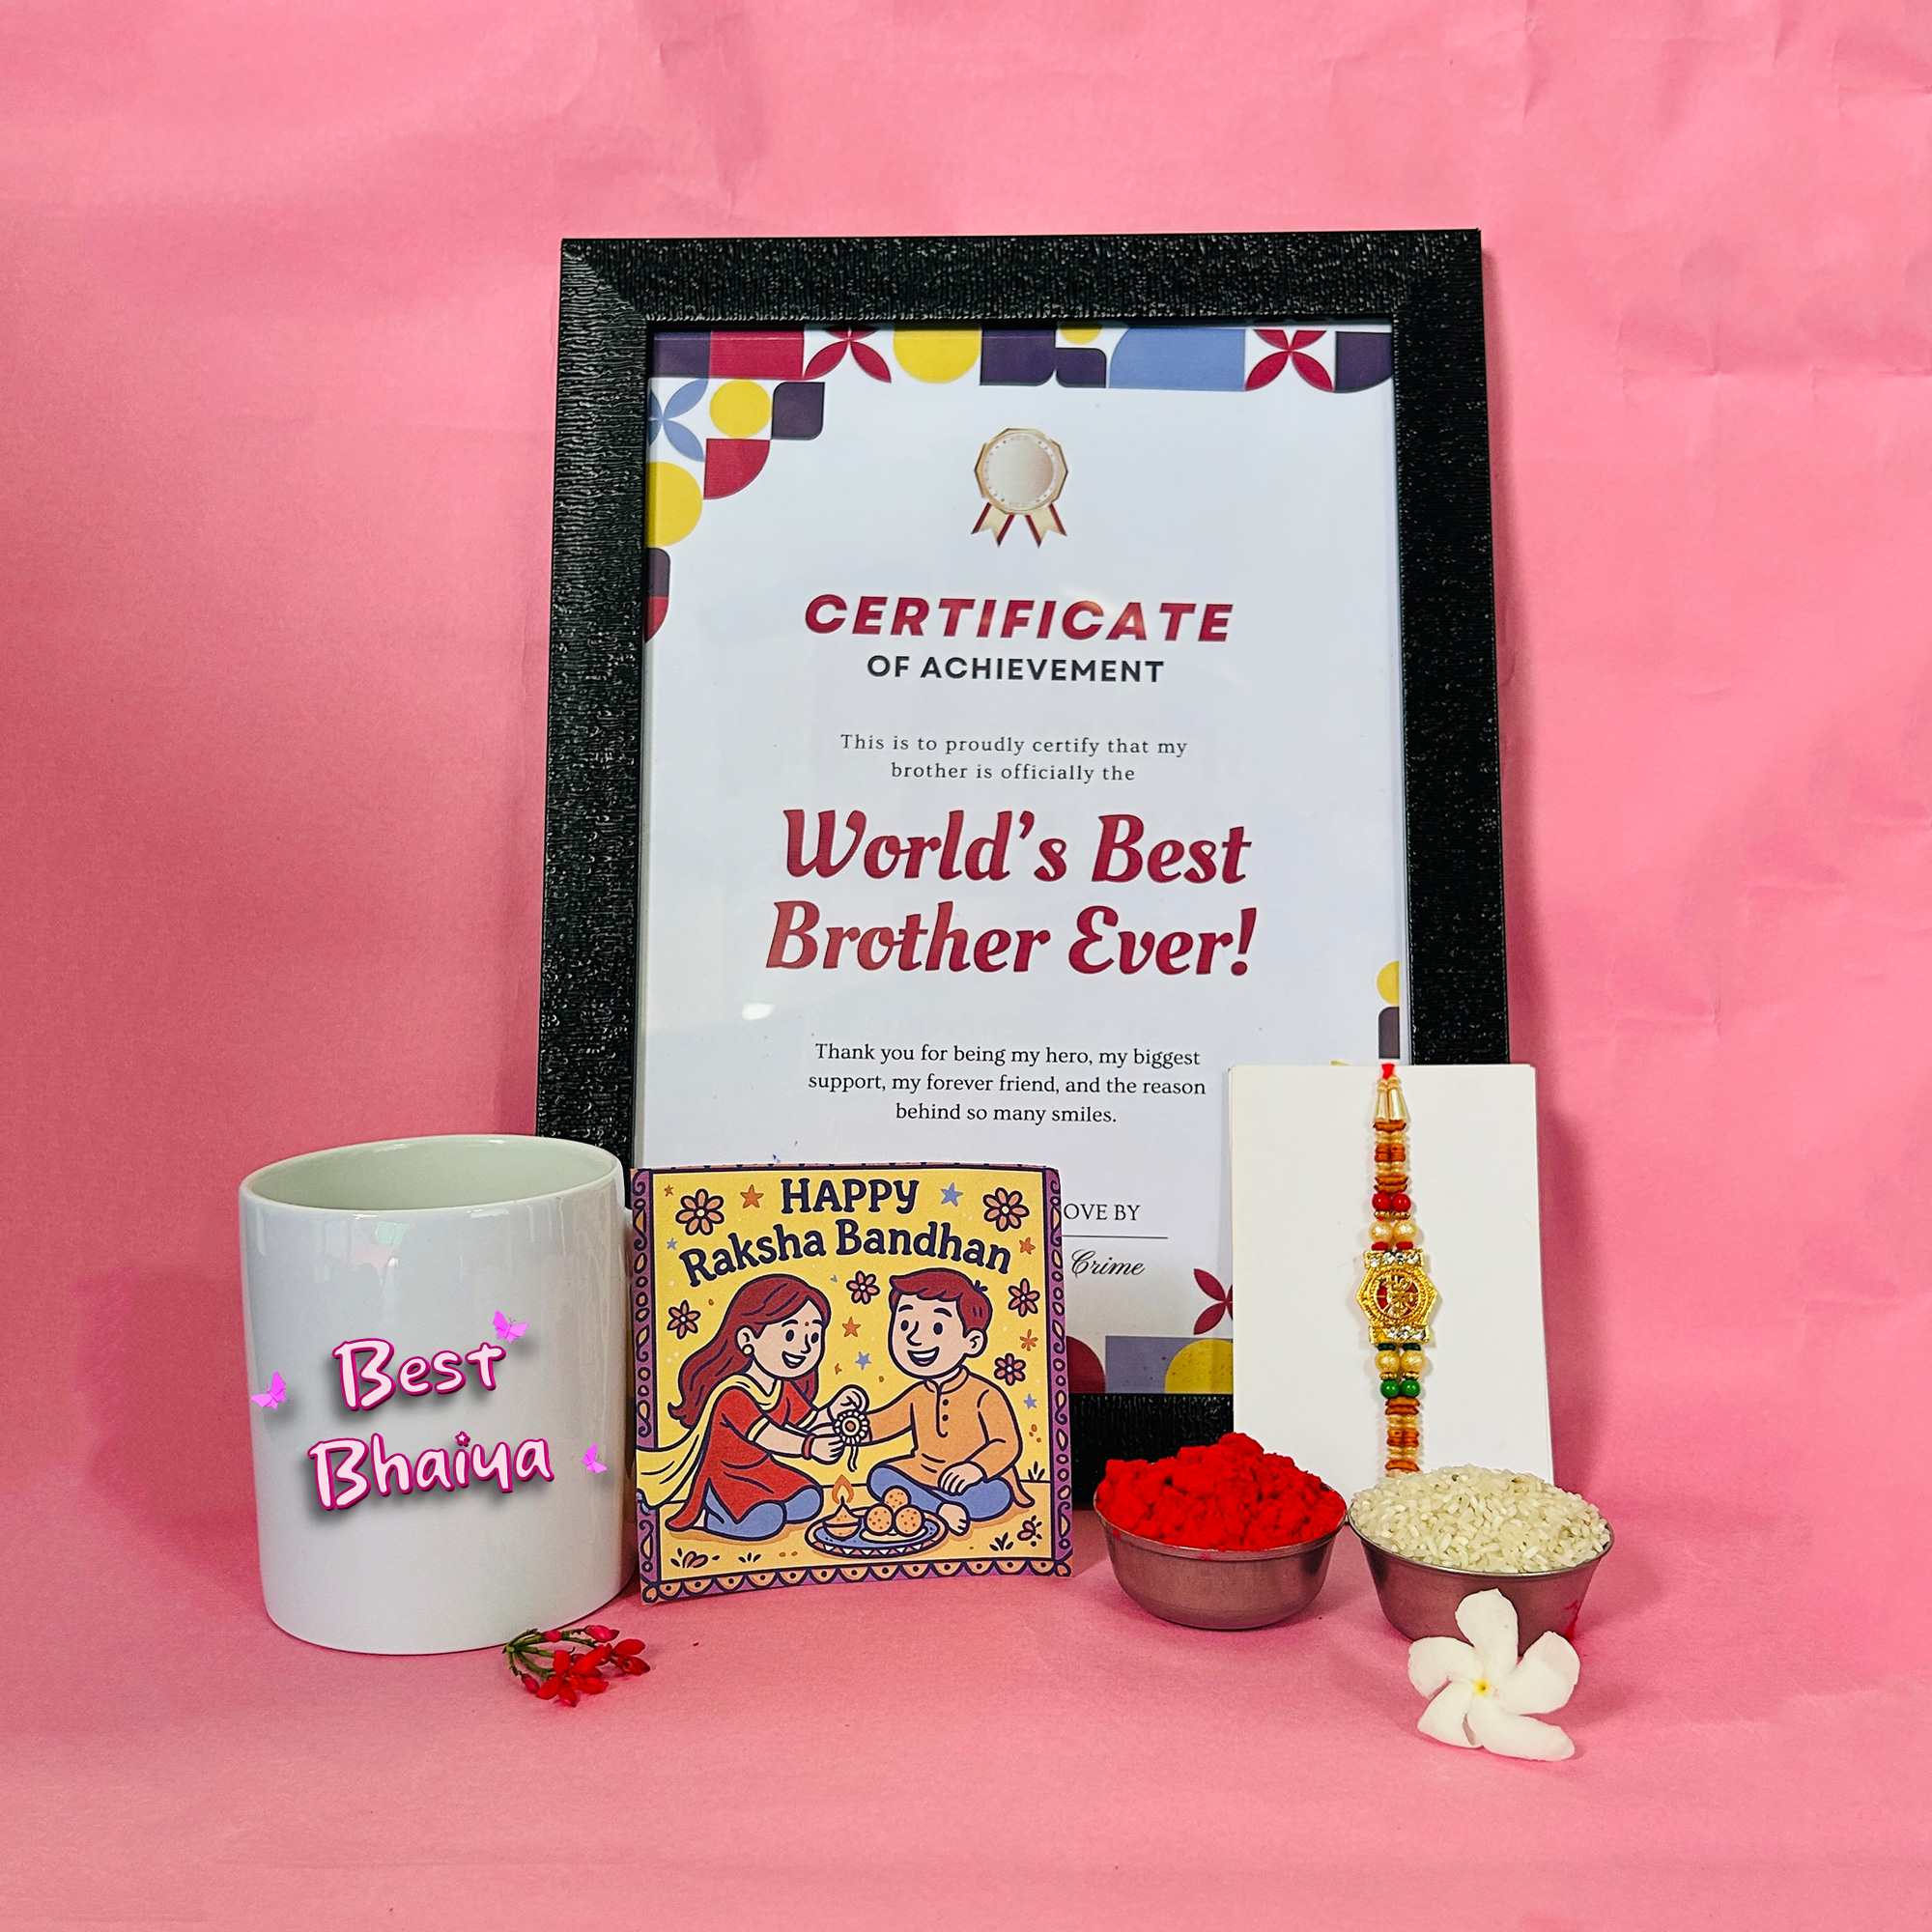 CERTIFICATE
OF ACHIEVEMENT
This is to proudly certify that my
brother is officially the
World's Best
Brother Ever!
Thank you for being my hero, my biggest
support, my forever friend, and the reason
behind so many smiles.
BY
Crime
HAPPY
Raksha Bandhan
Best
Bhaiya